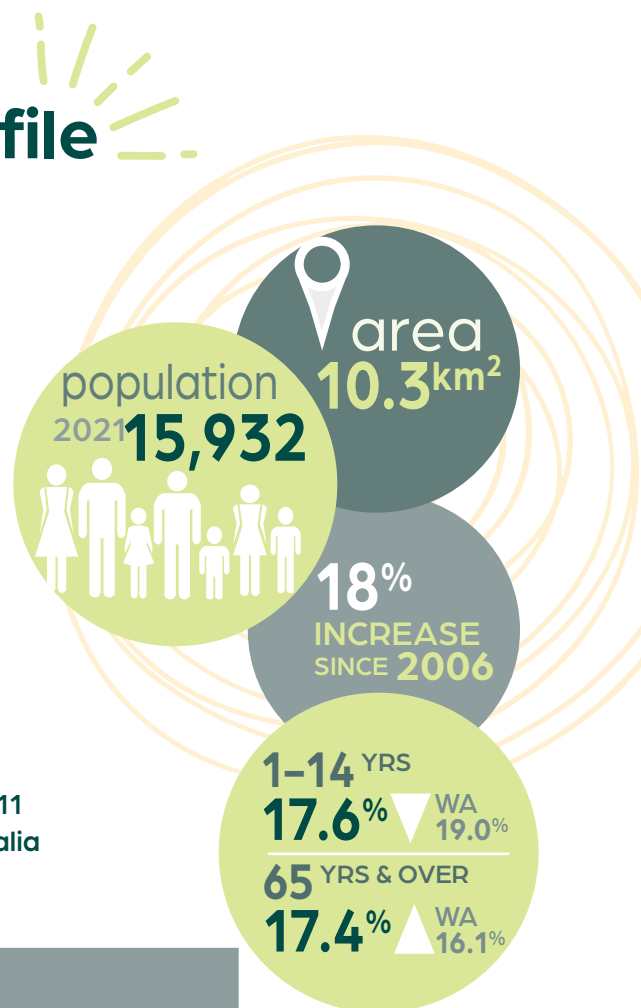 file
area
10.3km²
population
2021 15,932
18%
INCREASE
SINCE 2006
1–14 YRS
17.6%
WA
19.0%
65 YRS & OVER
17.4%
WA
16.1%
11
alia